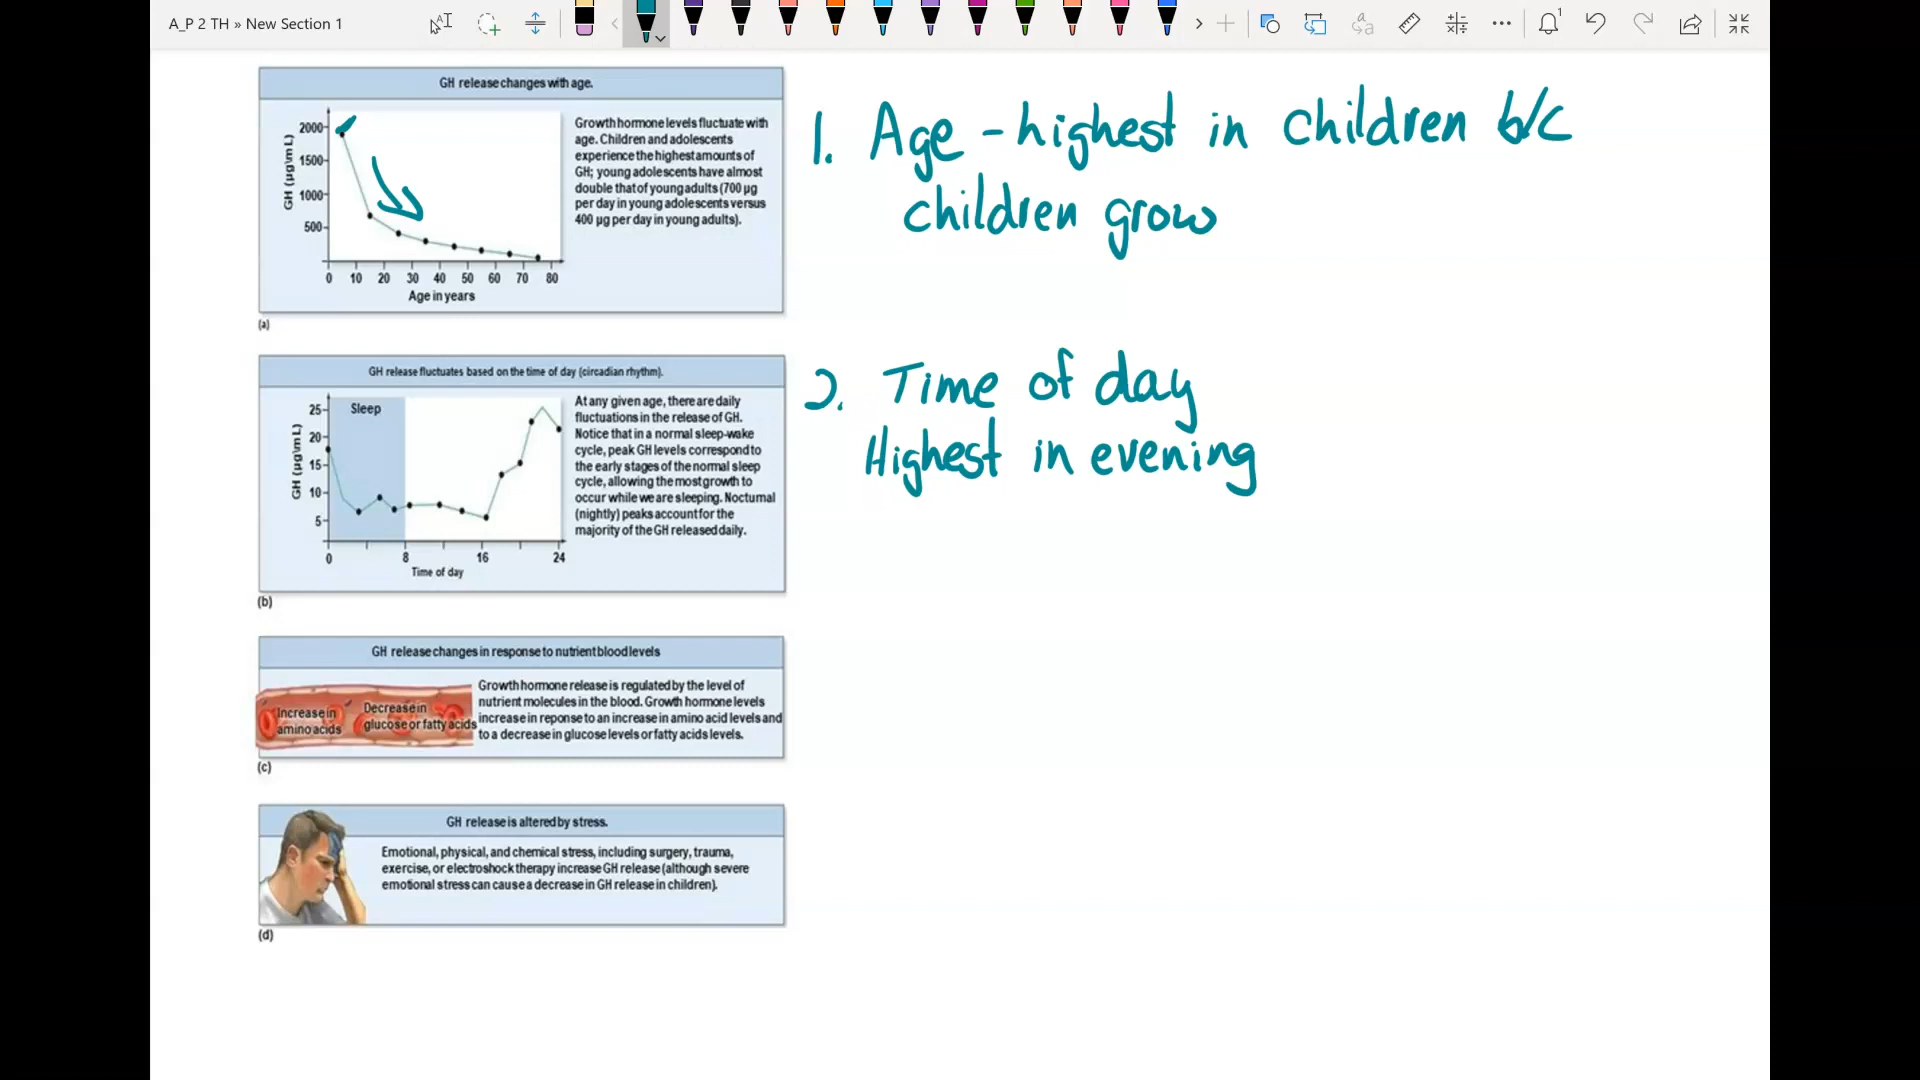 A_P 2 TH » New Section 1
GH release changes with age.
2000
1500
1000
500
GH (µg\m L)
0 10 20 30 40 50 60 70 80
Age in years
Growth hormone levels fluctuate with
age. Children and adolescents
experience the highest amounts of
GH; young adolescents have almost
double that of young adults (700 µg
per day in young adolescents versus
400 µg per day in young adults).
(a)
1. Age - highest in children b/c
children grow
GH release fluctuates based on the time of day (circadian rhythm).
Sleep
25
20
15
10
5
GH (µg\m L)
0 8 16 24
Time of day
At any given age, there are daily
fluctuations in the release of GH.
Notice that in a normal sleep-wake
cycle, peak GH levels correspond to
the early stages of the normal sleep
cycle, allowing the most growth to
occur while we are sleeping. Nocturnal
(nightly) peaks account for the
majority of the GH released daily.
(b)
2. Time of day
Highest in evening
GH release changes in response to nutrient blood levels
Increase in
amino acids
Decrease in
glucose or fatty acids
Growth hormone release is regulated by the level of
nutrient molecules in the blood. Growth hormone levels
increase in reponse to an increase in amino acid levels and
to a decrease in glucose levels or fatty acids levels.
(c)
GH release is altered by stress.
Emotional, physical, and chemical stress, including surgery, trauma,
exercise, or electroshock therapy increase GH release (although severe
emotional stress can cause a decrease in GH release in children).
(d)